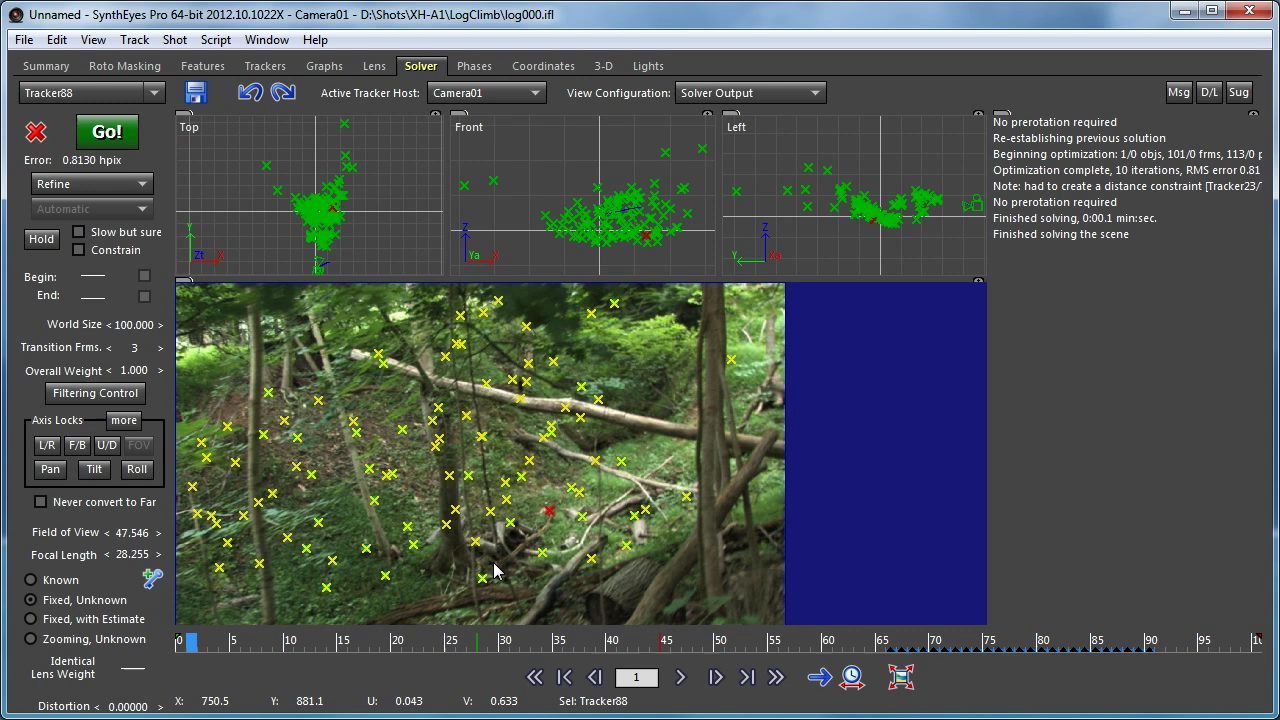 Unnamed - SynthEyes Pro 64-bit 2012.10.1022X - Camera01 - D:\Shots\XH-A1\LogClimb\log000.ifl
File Edit View Track Shot Script Window Help
Summary Roto Masking Features Trackers Graphs Lens Solver Phases Coordinates 3-D Lights
Tracker88 Active Tracker Host: Camera01 View Configuration: Solver Output Msg D/L Sug
Go!
Error: 0.8130 hpix
Refine
Automatic
Hold Slow but sure
Constrain
Begin:
End:
World Size < 100.000 >
Transition Frms. < 3 >
Overall Weight < 1.000 >
Filtering Control
Axis Locks more
L/R F/B U/D FOV
Pan Tilt Roll
Never convert to Far
Field of View < 47.546 >
Focal Length < 28.255 >
Known
Fixed, Unknown
Fixed, with Estimate
Zooming, Unknown
Identical
Lens Weight
Distortion < 0.00000 >
Top
Y Zt X
Front
Z Ya X
Left
Z Y Xa
No prerotation required
Re-establishing previous solution
Beginning optimization: 1/0 objs, 101/0 frms, 113/0 p
Optimization complete, 10 iterations, RMS error 0.81
Note: had to create a distance constraint [Tracker23/
No prerotation required
Finished solving, 0:00.1 min:sec.
Finished solving the scene
0 5 10 15 20 25 30 35 40 45 50 55 60 65 70 75 80 85 90 95 10
1
X: 750.5 Y: 881.1 U: 0.043 V: 0.633 Sel: Tracker88